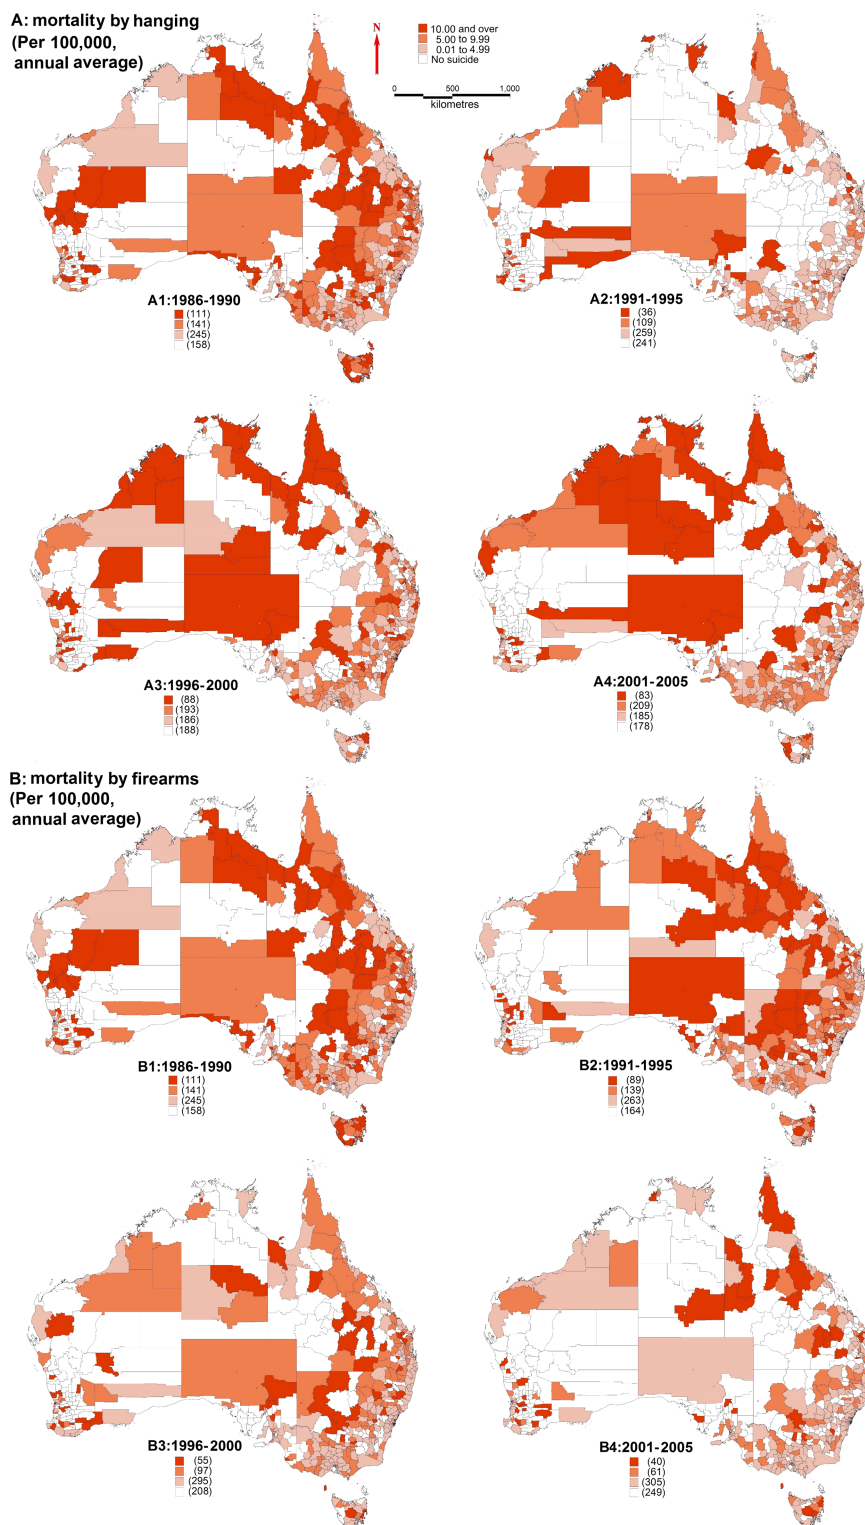 A: mortality by hanging
(Per 100,000,
annual average)
N
10.00 and over
5.00 to 9.99
0.01 to 4.99
No suicide
0 500 1,000
kilometres
A1:1986-1990
(111)
(141)
(245)
(158)
A2:1991-1995
(36)
(109)
(259)
(241)
A3:1996-2000
(88)
(193)
(186)
(188)
A4:2001-2005
(83)
(209)
(185)
(178)
B: mortality by firearms
(Per 100,000,
annual average)
B1:1986-1990
(111)
(141)
(245)
(158)
B2:1991-1995
(89)
(139)
(263)
(164)
B3:1996-2000
(55)
(97)
(295)
(208)
B4:2001-2005
(40)
(61)
(305)
(249)